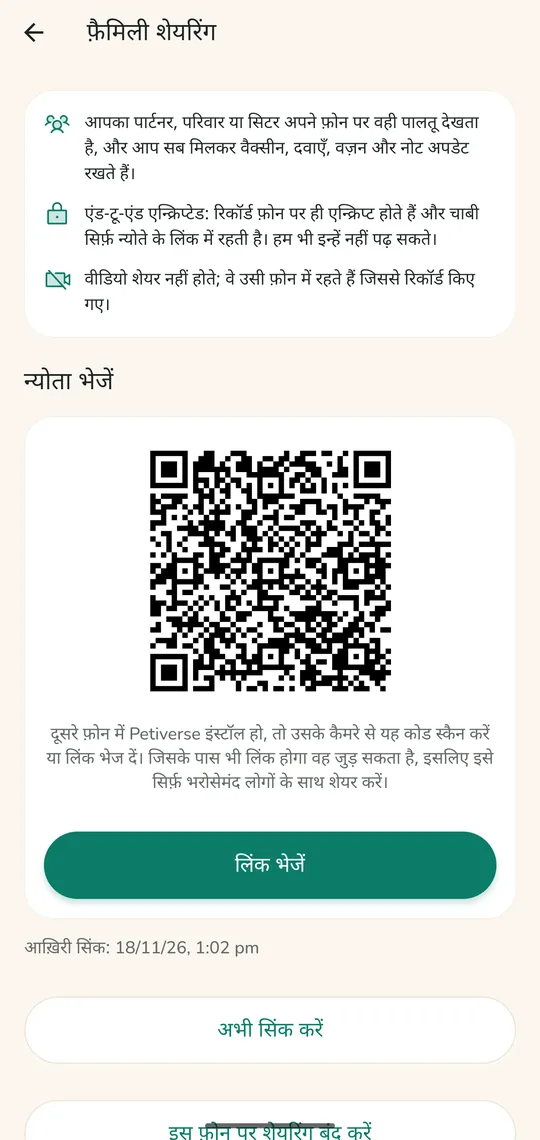 फ़ैमिली शेयरिंग
आपका पार्टनर, परिवार या सिटर अपने फ़ोन पर वही पालतू देखता
है, और आप सब मिलकर वैक्सीन, दवाएँ, वज़न और नोट अपडेट
रखते हैं।
एंड-टू-एंड एन्क्रिप्टेड: रिकॉर्ड फ़ोन पर ही एन्क्रिप्ट होते हैं और चाबी
सिर्फ़ न्योते के लिंक में रहती है। हम भी इन्हें नहीं पढ़ सकते।
वीडियो शेयर नहीं होते; वे उसी फ़ोन में रहते हैं जिससे रिकॉर्ड किए
गए।
न्योता भेजें
दूसरे फ़ोन में Petiverse इंस्टॉल हो, तो उसके कैमरे से यह कोड स्कैन करें
या लिंक भेज दें। जिसके पास भी लिंक होगा वह जुड़ सकता है, इसलिए इसे
सिर्फ़ भरोसेमंद लोगों के साथ शेयर करें।
लिंक भेजें
आख़िरी सिंक: 18/11/26, 1:02 pm
अभी सिंक करें
इस फ़ोन पर शेयरिंग बंद करें